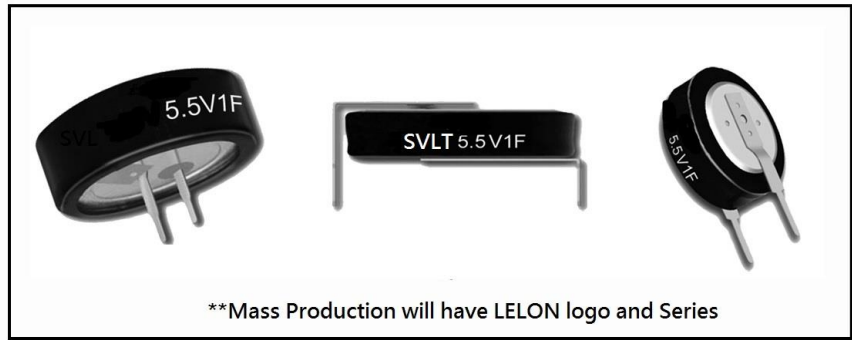 SVL
5.5V1F
SVLT 5.5V1F
5.5V1F
**Mass Production will have LELON logo and Series